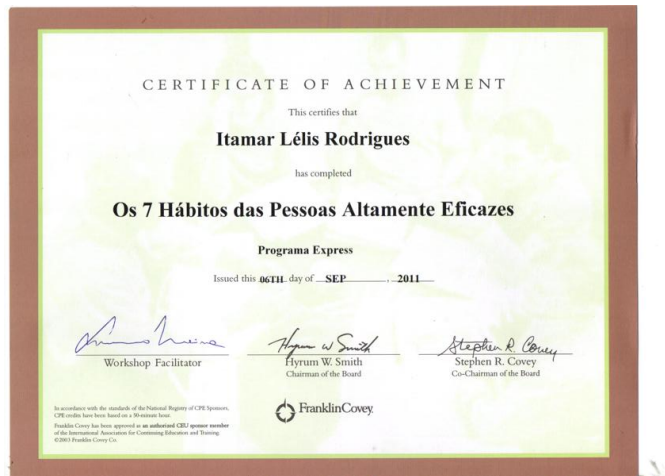 CERTIFICATE OF ACHIEVEMENT
This certifies that
Itamar Lélis Rodrigues
has completed
Os 7 Hábitos das Pessoas Altamente Eficazes
Programa Express
Issued this 06TH day of SEP , 2011
Hyrum W Smith Stephen R. Covey
Workshop Facilitator Hyrum W. Smith Stephen R. Covey
Chairman of the Board Co-Chairman of the Board
FranklinCovey.
In accordance with the standards of the National Registry of CPE Sponsors,
CPE credits have been based on a 50-minute hour.
Franklin Covey has been approved as an authorized CEU sponsor member
of the International Association for Continuing Education and Training.
©2003 Franklin Covey Co.